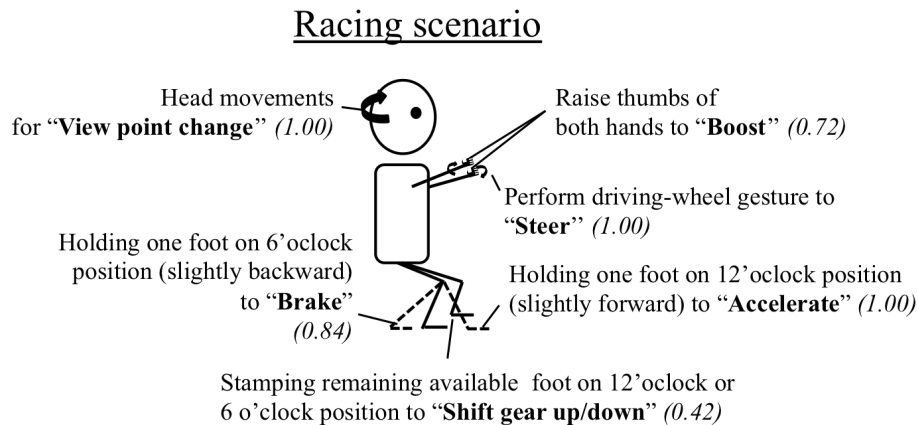 Racing scenario
Head movements
for “View point change” (1.00)
Raise thumbs of
both hands to “Boost” (0.72)
Perform driving-wheel gesture to
“Steer” (1.00)
Holding one foot on 6’oclock
position (slightly backward)
to “Brake”
(0.84)
Holding one foot on 12’oclock position
(slightly forward) to “Accelerate” (1.00)
Stamping remaining available foot on 12’oclock or
6 o’clock position to “Shift gear up/down” (0.42)